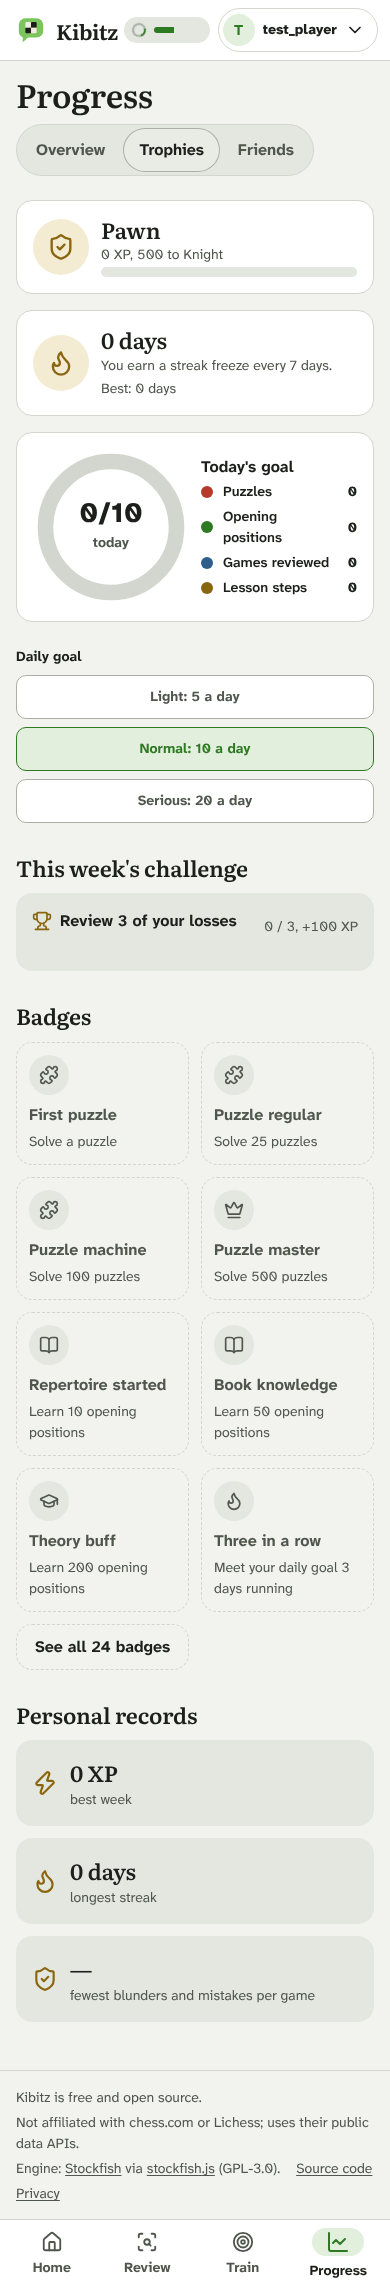 Kibitz
T
test_player
Progress
Overview
Trophies
Friends
Pawn
0 XP, 500 to Knight
0 days
You earn a streak freeze every 7 days.
Best: 0 days
0/10
today
Today's goal
Puzzles 0
Opening
positions 0
Games reviewed 0
Lesson steps 0
Daily goal
Light: 5 a day
Normal: 10 a day
Serious: 20 a day
This week's challenge
Review 3 of your losses
0 / 3, +100 XP
Badges
First puzzle
Solve a puzzle
Puzzle regular
Solve 25 puzzles
Puzzle machine
Solve 100 puzzles
Puzzle master
Solve 500 puzzles
Repertoire started
Learn 10 opening
positions
Book knowledge
Learn 50 opening
positions
Theory buff
Learn 200 opening
positions
Three in a row
Meet your daily goal 3
days running
See all 24 badges
Personal records
0 XP
best week
0 days
longest streak
—
fewest blunders and mistakes per game
Kibitz is free and open source.
Not affiliated with chess.com or Lichess; uses their public
data APIs.
Engine: Stockfish via stockfish.js (GPL-3.0). Source code
Privacy
Home
Review
Train
Progress